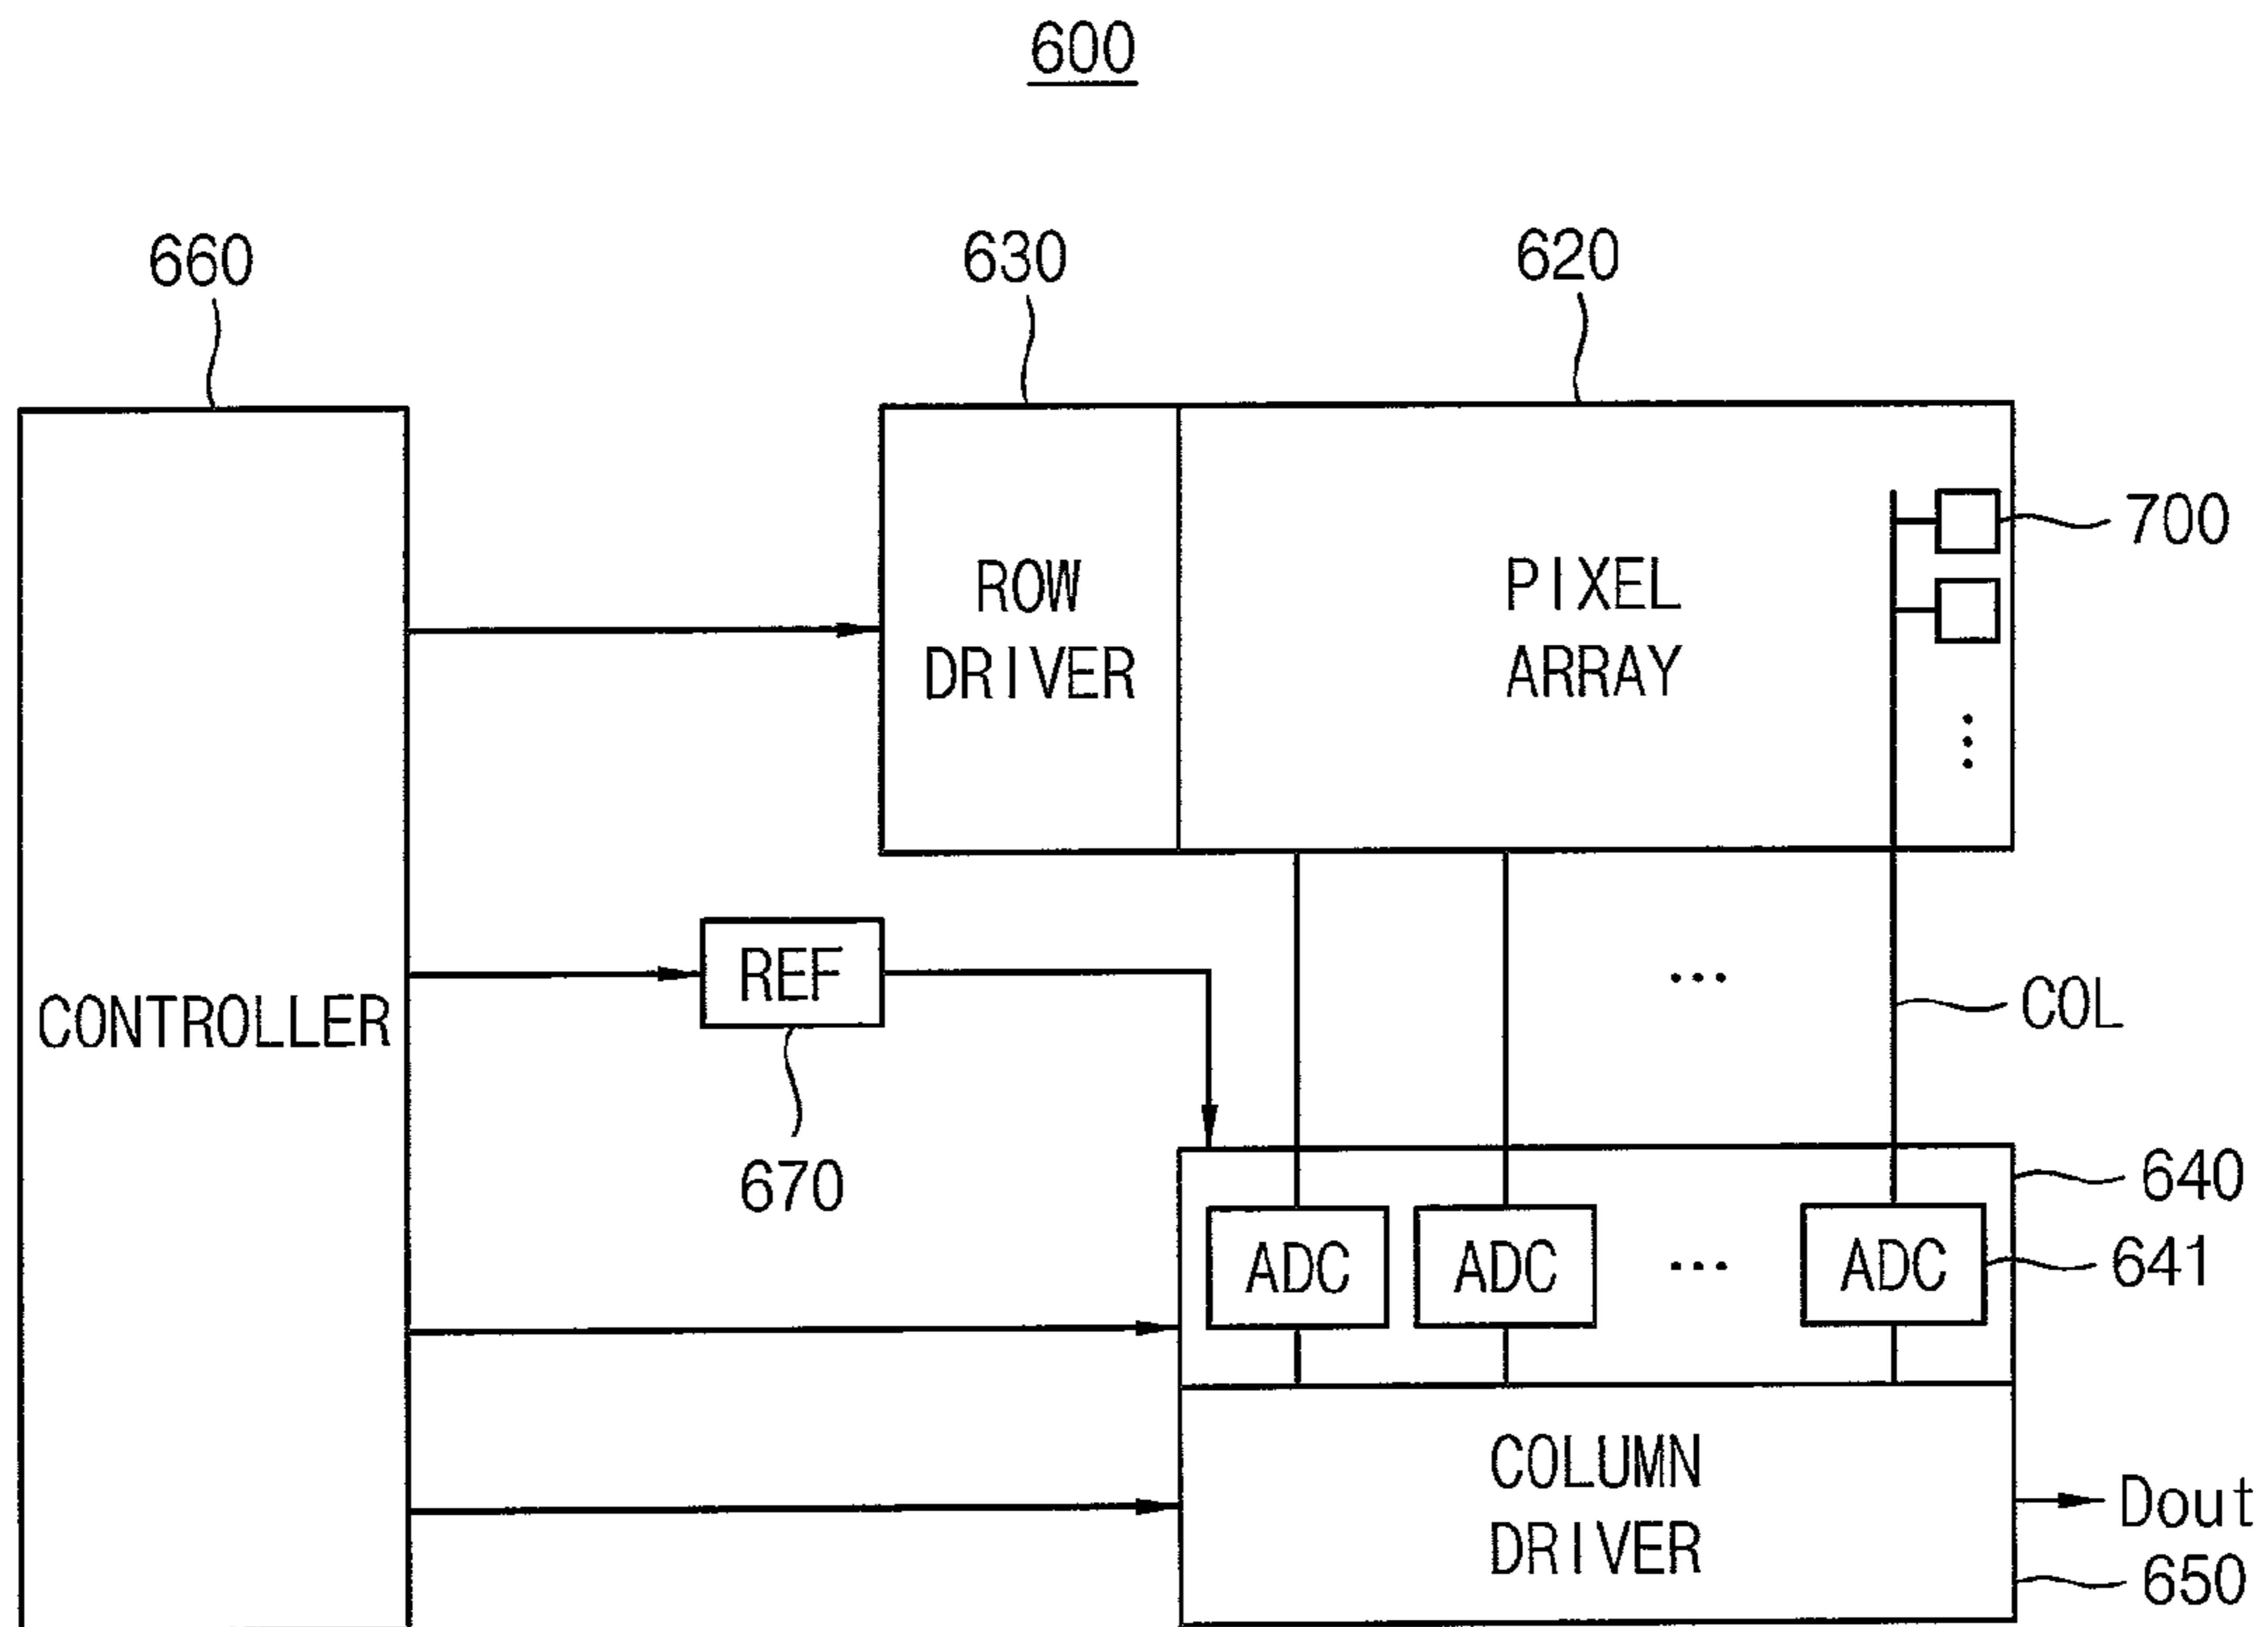 600
660
630
620
700
ROW
DRIVER
PIXEL
ARRAY
CONTROLLER
REF
...
COL
670
640
ADC
ADC
...
ADC
641
COLUMN
DRIVER
Dout
650